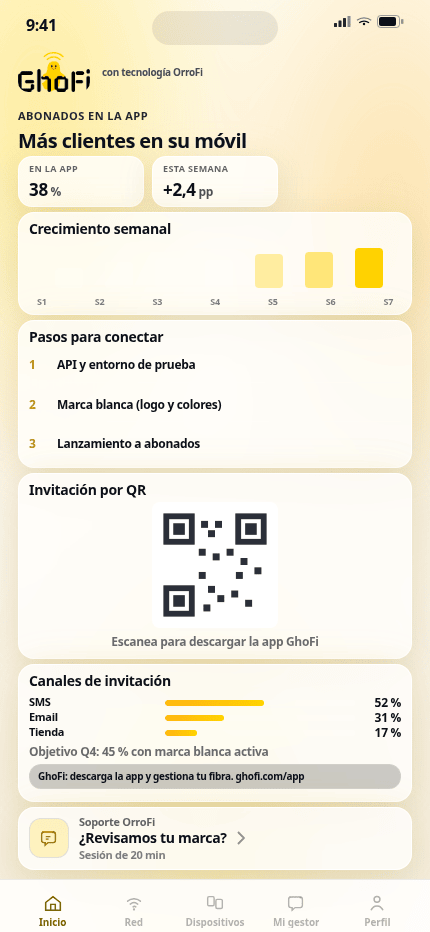 9:41
GhoFi
con tecnología OrroFi
ABONADOS EN LA APP
Más clientes en su móvil
EN LA APP
38 %
ESTA SEMANA
+2,4 pp
Crecimiento semanal
S1 S2 S3 S4 S5 S6 S7
Pasos para conectar
1 API y entorno de prueba
2 Marca blanca (logo y colores)
3 Lanzamiento a abonados
Invitación por QR
Escanea para descargar la app GhoFi
Canales de invitación
SMS 52 %
Email 31 %
Tienda 17 %
Objetivo Q4: 45 % con marca blanca activa
GhoFi: descarga la app y gestiona tu fibra. ghofi.com/app
Soporte OrroFi
¿Revisamos tu marca?
Sesión de 20 min
Inicio Red Dispositivos Mi gestor Perfil